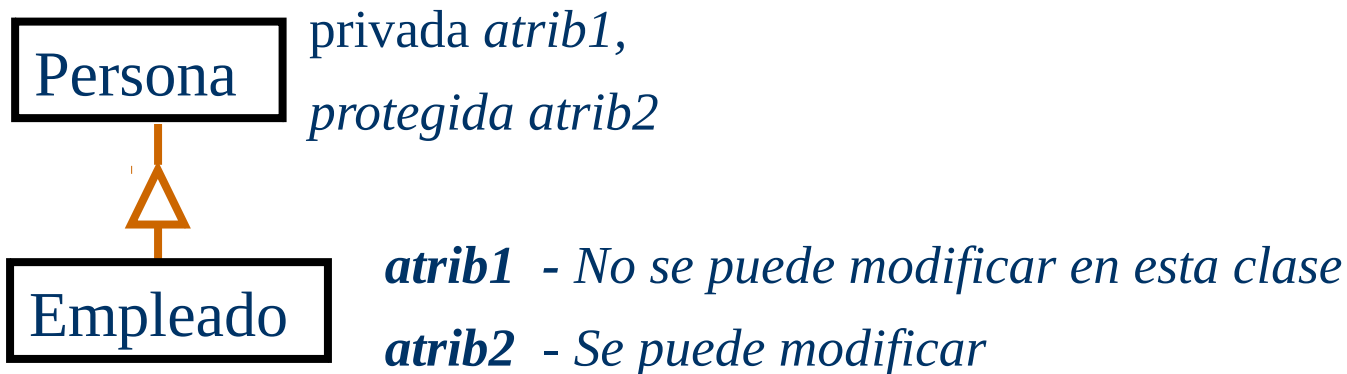 Persona
privada atrib1,
protegida atrib2
Empleado
atrib1 - No se puede modificar en esta clase
atrib2 - Se puede modificar